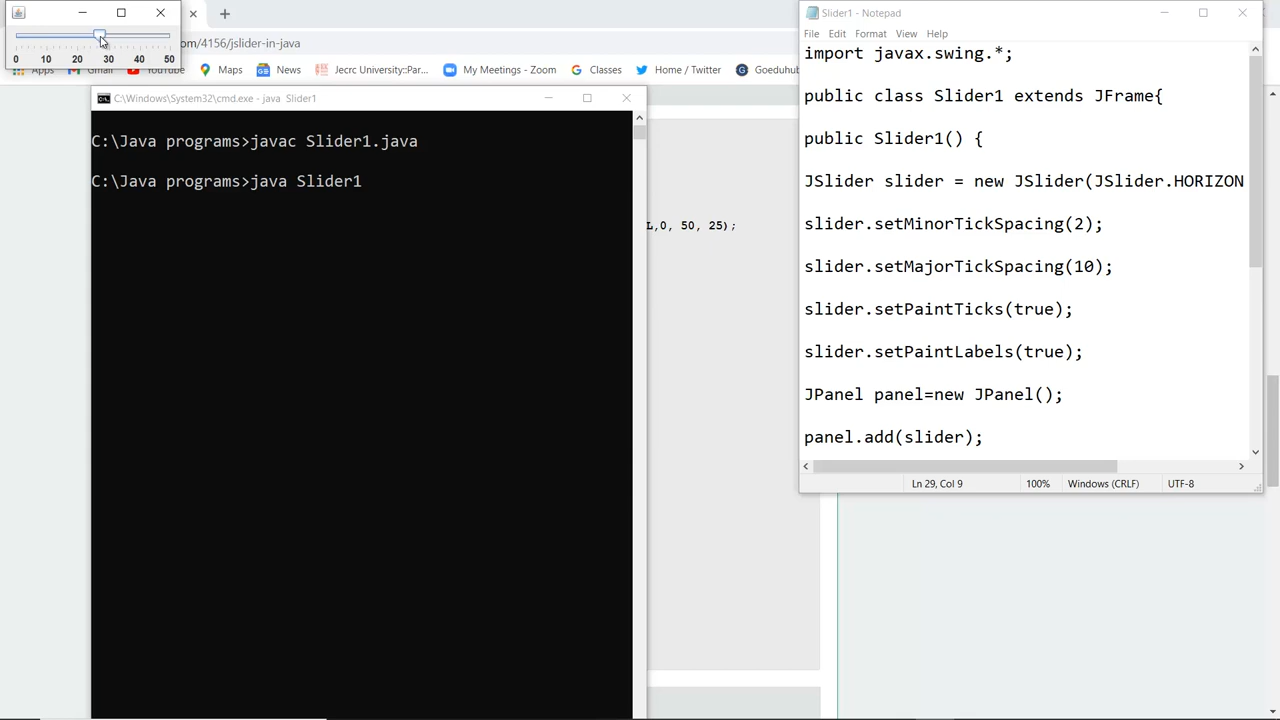 om/4156/jslider-in-java
0 10 20 30 40 50
Apps Gmail YouTube Maps News Jecrc University::Par... My Meetings - Zoom Classes Home / Twitter Goeduhub
C:\Windows\System32\cmd.exe - java Slider1
C:\Java programs>javac Slider1.java
C:\Java programs>java Slider1
L,0, 50, 25);
Slider1 - Notepad
File Edit Format View Help
import javax.swing.*;
public class Slider1 extends JFrame{
public Slider1() {
JSlider slider = new JSlider(JSlider.HORIZON
slider.setMinorTickSpacing(2);
slider.setMajorTickSpacing(10);
slider.setPaintTicks(true);
slider.setPaintLabels(true);
JPanel panel=new JPanel();
panel.add(slider);
Ln 29, Col 9 100% Windows (CRLF) UTF-8